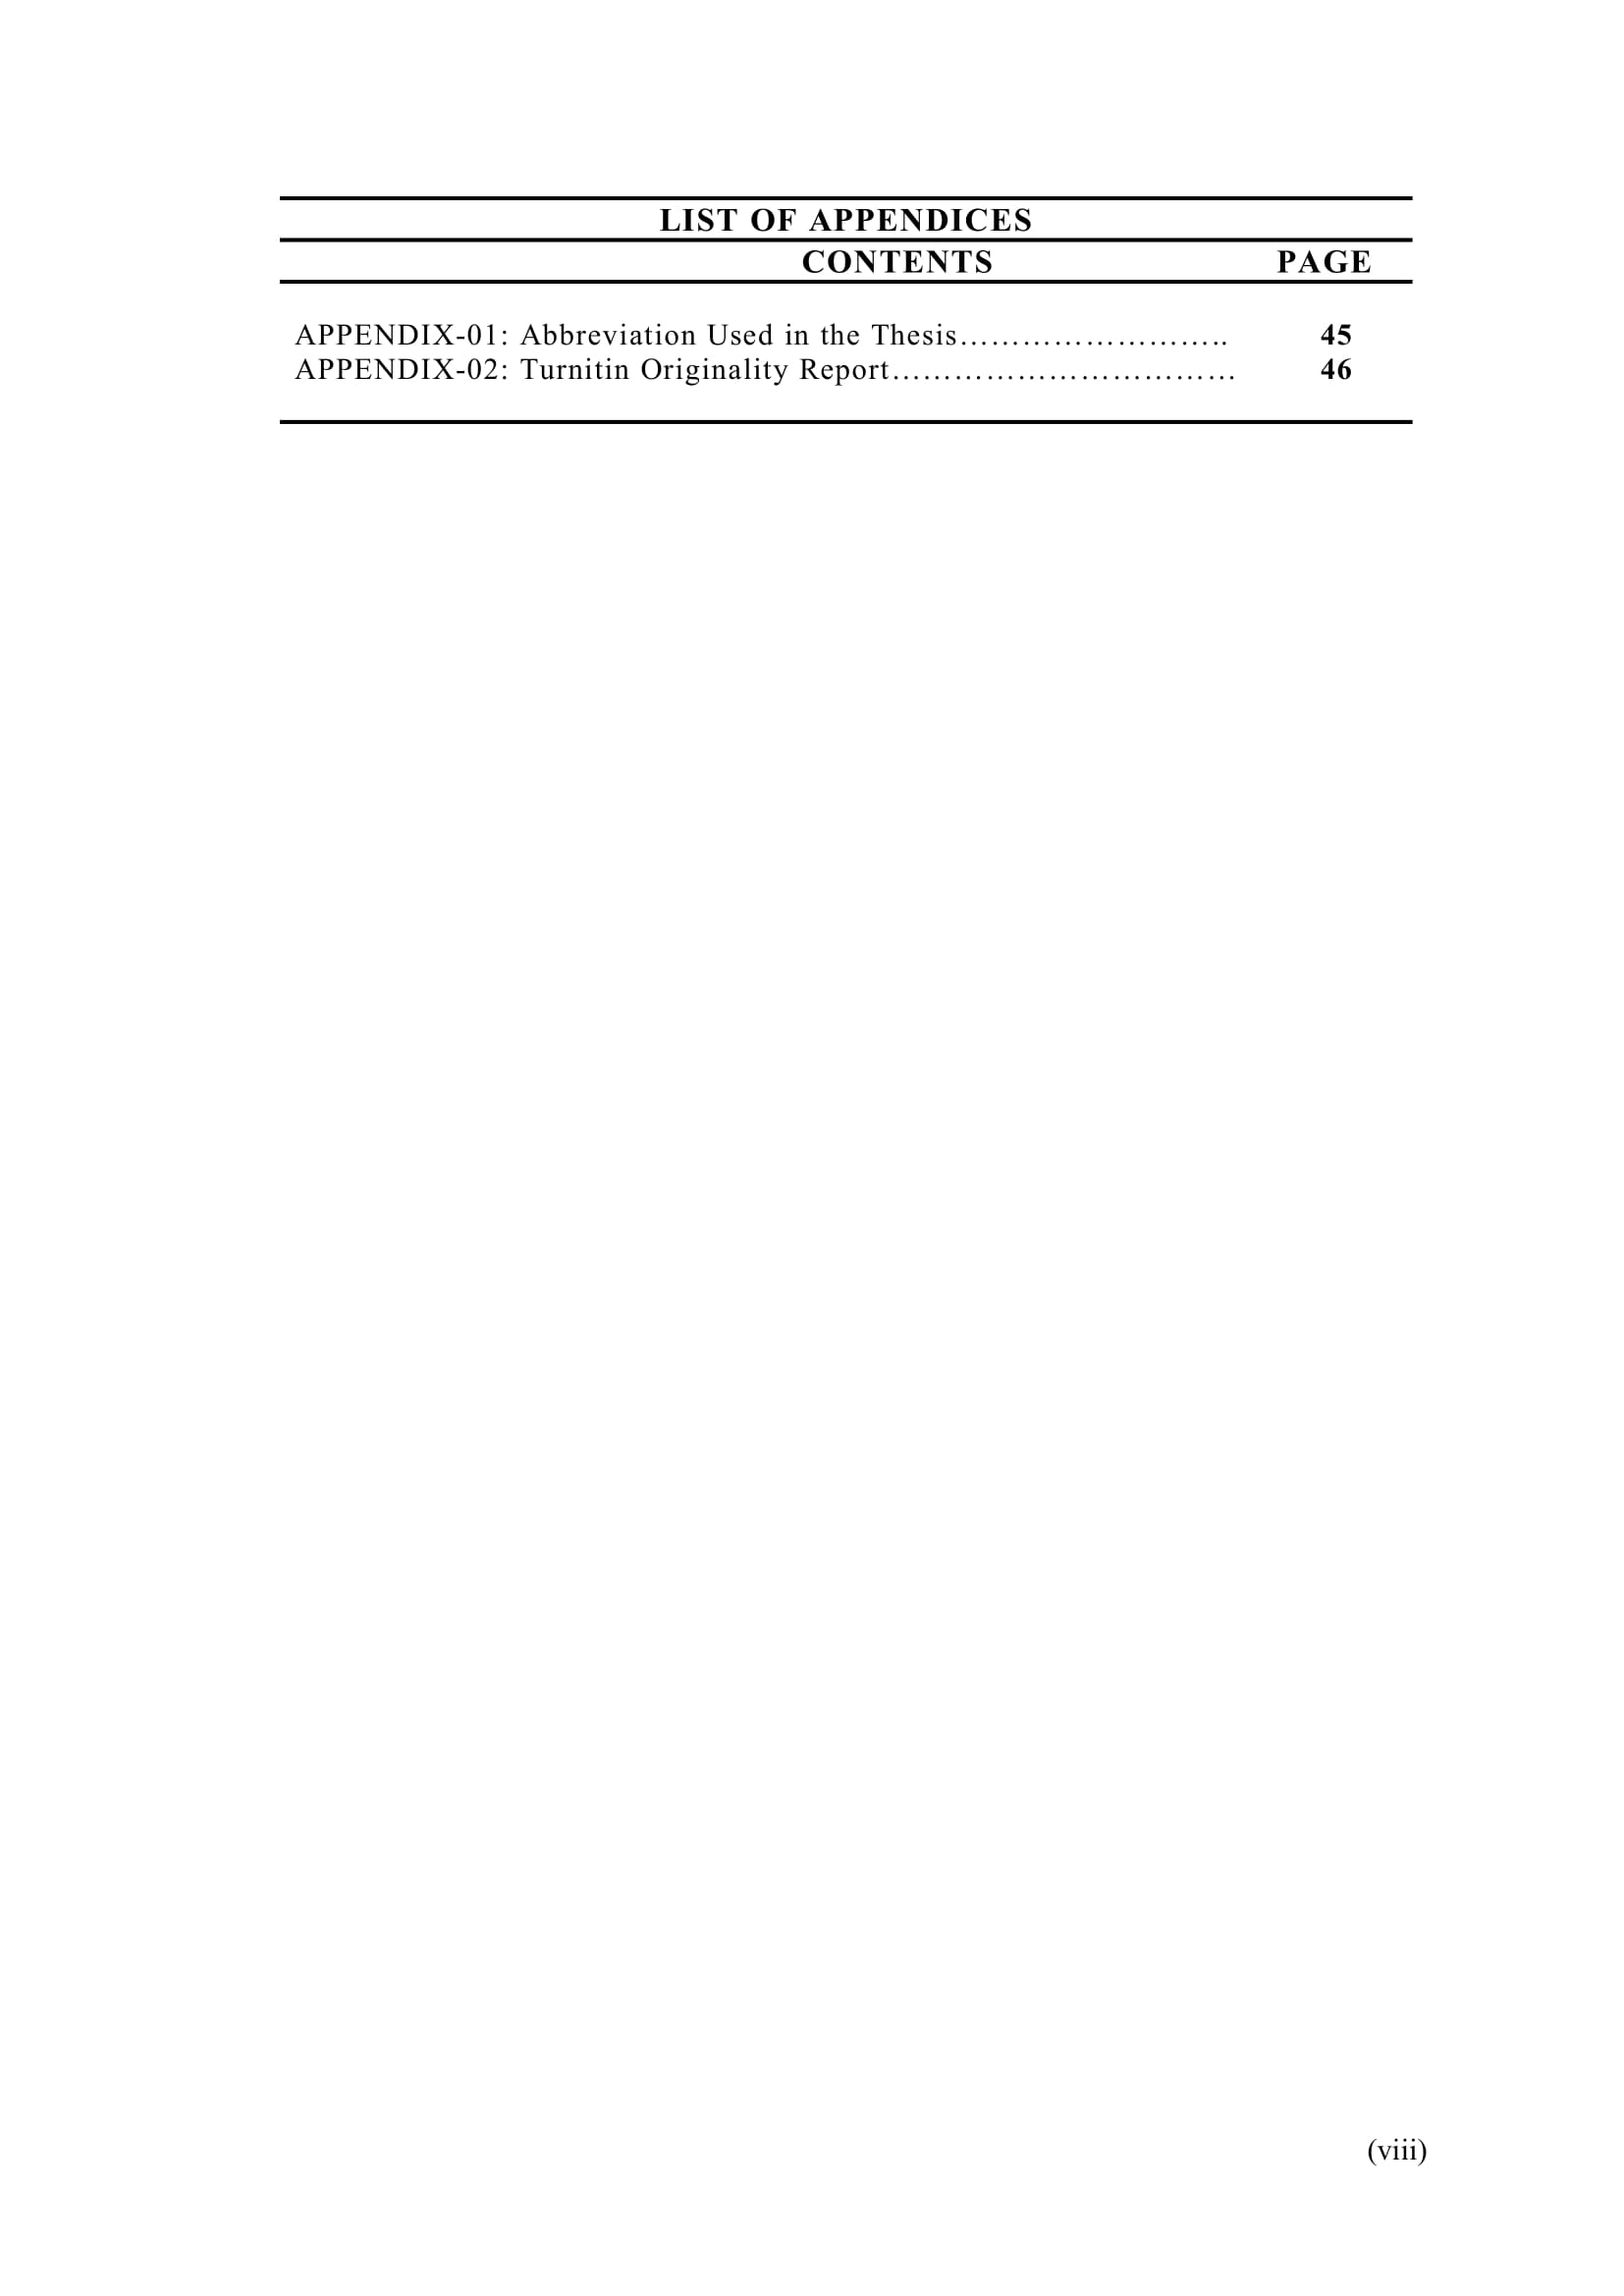 LIST OF APPENDICES
CONTENTS PAGE
APPENDIX-01: Abbreviation Used in the Thesis…………………….. 45
APPENDIX-02: Turnitin Originality Report…………………………… 46
(viii)